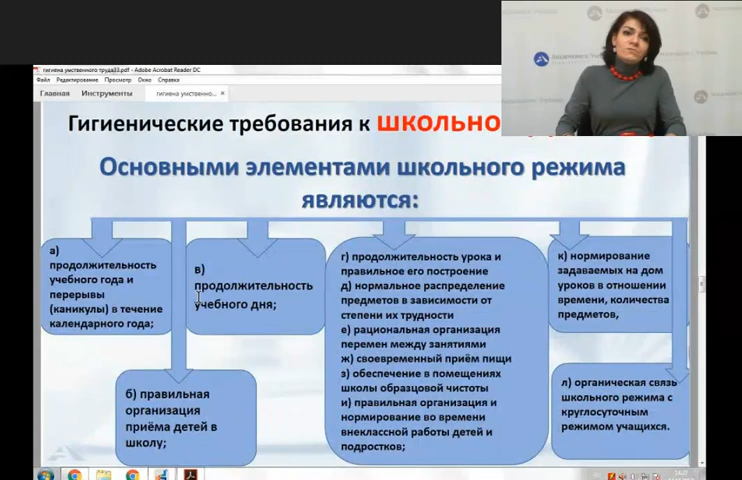 гигиена умственного труда33.pdf - Adobe Acrobat Reader DC
Файл Редактирование Просмотр Окно Справка
Главная Инструменты гигиена умственно... ×
Гигиенические требования к ШКОЛЬНО
Основными элементами школьного режима
являются:
а)
продолжительность
учебного года и
перерывы
(каникулы) в течение
календарного года;
б) правильная
организация
приёма детей в
школу;
в)
продолжительность
учебного дня;
г) продолжительность урока и
правильное его построение
д) нормальное распределение
предметов в зависимости от
степени их трудности
е) рациональная организация
перемен между занятиями
ж) своевременный приём пищи
з) обеспечение в помещениях
школы образцовой чистоты
и) правильная организация и
нормирование во времени
внеклассной работы детей и
подростков;
к) нормирование
задаваемых на дом
уроков в отношении
времени, количества
предметов,
л) органическая связь
школьного режима с
круглосуточным
режимом учащихся.